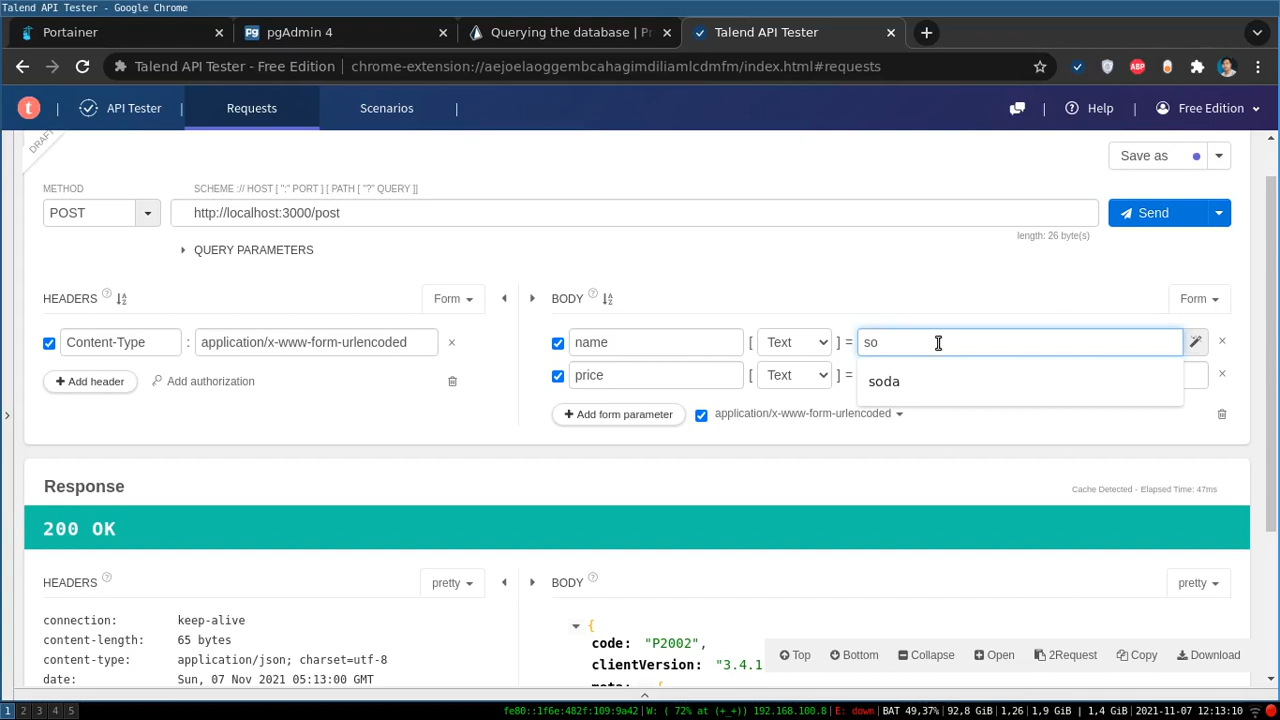 Talend API Tester - Google Chrome
Portainer
pgAdmin 4
Querying the database | Pr
Talend API Tester
Talend API Tester - Free Edition
chrome-extension://aejoelaoggembcahagimdiliamlcdmfm/index.html#requests
ABP
t
API Tester
Requests
Scenarios
Help
Free Edition
DRAFT
Save as
METHOD
SCHEME :// HOST [ ":" PORT ] [ PATH [ "?" QUERY ]]
POST
http://localhost:3000/post
Send
length: 26 byte(s)
QUERY PARAMETERS
HEADERS
Form
BODY
Form
Content-Type : application/x-www-form-urlencoded
name [ Text ] = so
price [ Text ] =
soda
Add header
Add authorization
Add form parameter
application/x-www-form-urlencoded
Response
Cache Detected - Elapsed Time: 47ms
200 OK
HEADERS
pretty
BODY
pretty
connection: keep-alive
content-length: 65 bytes
content-type: application/json; charset=utf-8
date: Sun, 07 Nov 2021 05:13:00 GMT
{
code: "P2002",
clientVersion: "3.4.1
Top Bottom Collapse Open 2Request Copy Download
1 2 3 4 5
fe80::1f6e:482f:109:9a42| W: ( 72% at (+_+)) 192.168.100.8| E: down| BAT 49,37%| 92,8 GiB | 1,26 | 1,9 GiB | 1,4 GiB | 2021-11-07 12:13:10